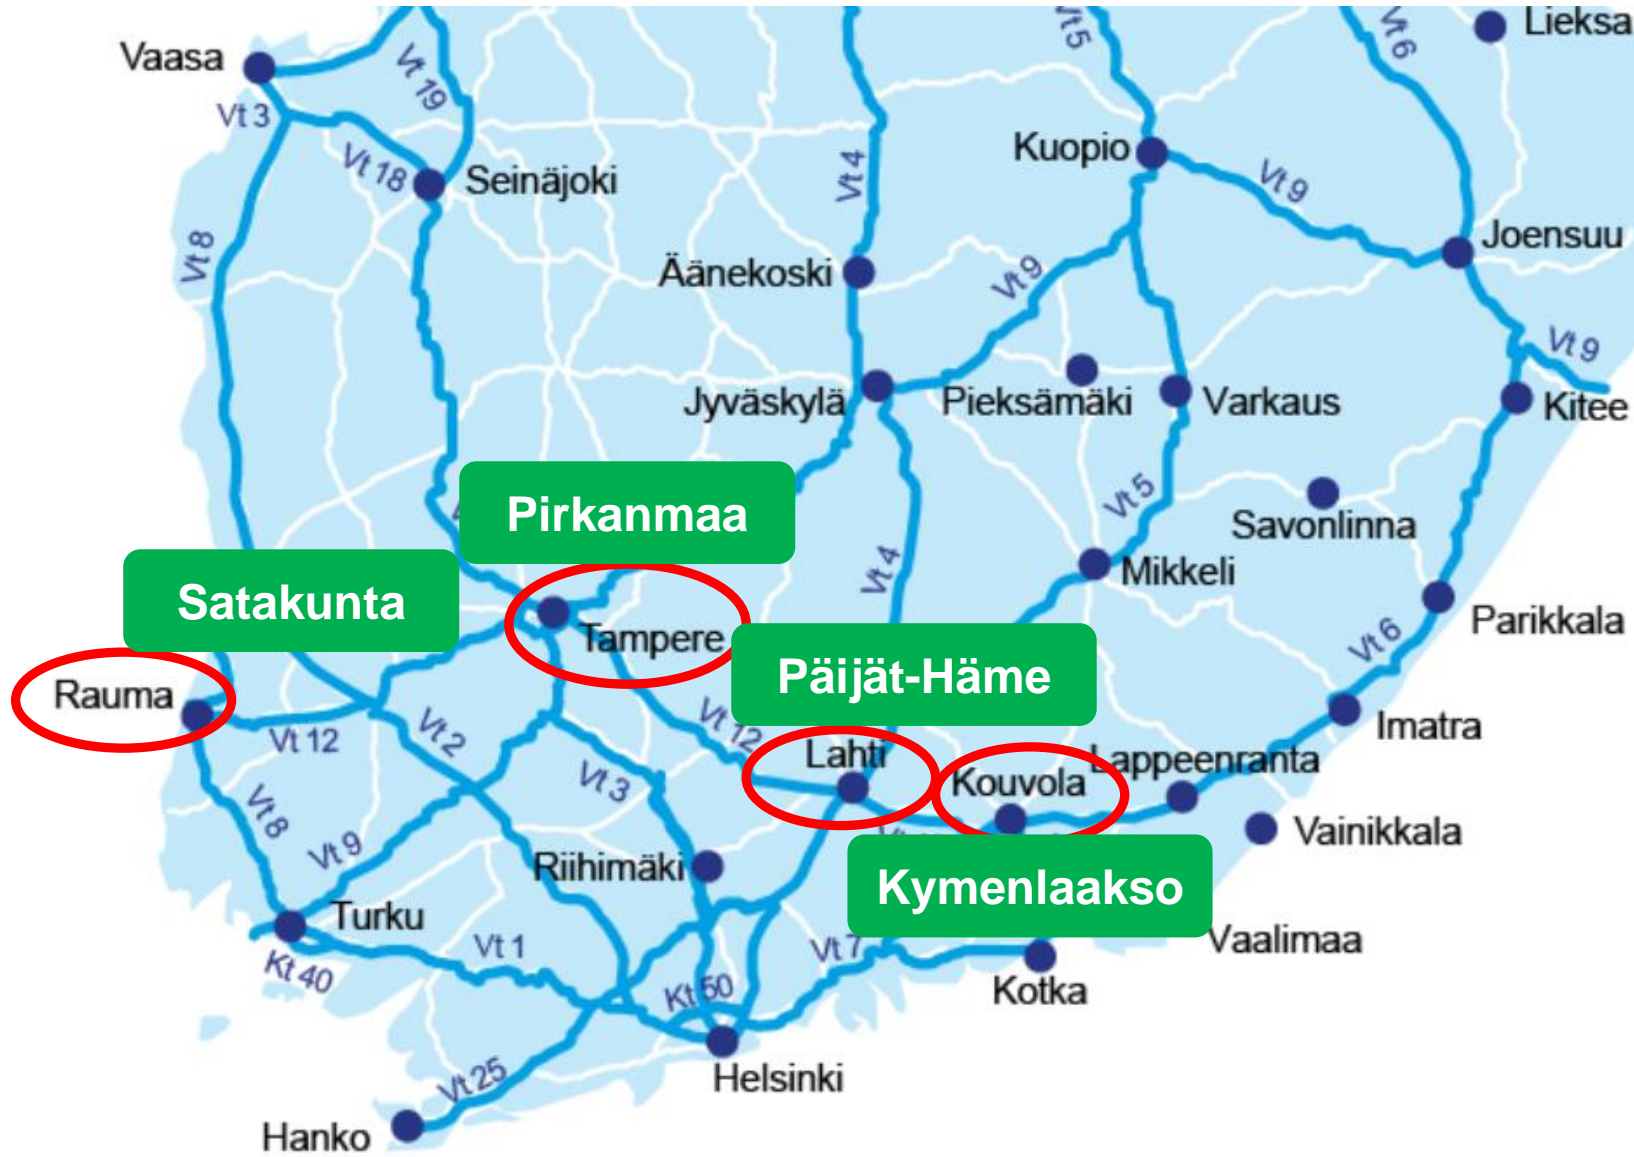 Lieksa
Vaasa
Vt 19
Vt 5
Vt 6
Vt 3
Vt 18
Seinäjoki
Vt 4
Kuopio
Vt 9
Joensuu
Vt 8
Äänekoski
Vt 9
Vt 9
Jyväskylä
Pieksämäki
Varkaus
Kitee
Pirkanmaa
Vt 5
Savonlinna
Satakunta
Vt 4
Mikkeli
Tampere
Parikkala
Vt 6
Päijät-Häme
Rauma
Vt 12
Vt 2
Vt 12
Imatra
Lahti
Kouvola
Lappeenranta
Vt 3
Vt 8
Vt 9
Vainikkala
Riihimäki
Kymenlaakso
Turku
Vt 1
Vt 7
Vaalimaa
Kt 40
Kt 50
Kotka
Vt 25
Helsinki
Hanko